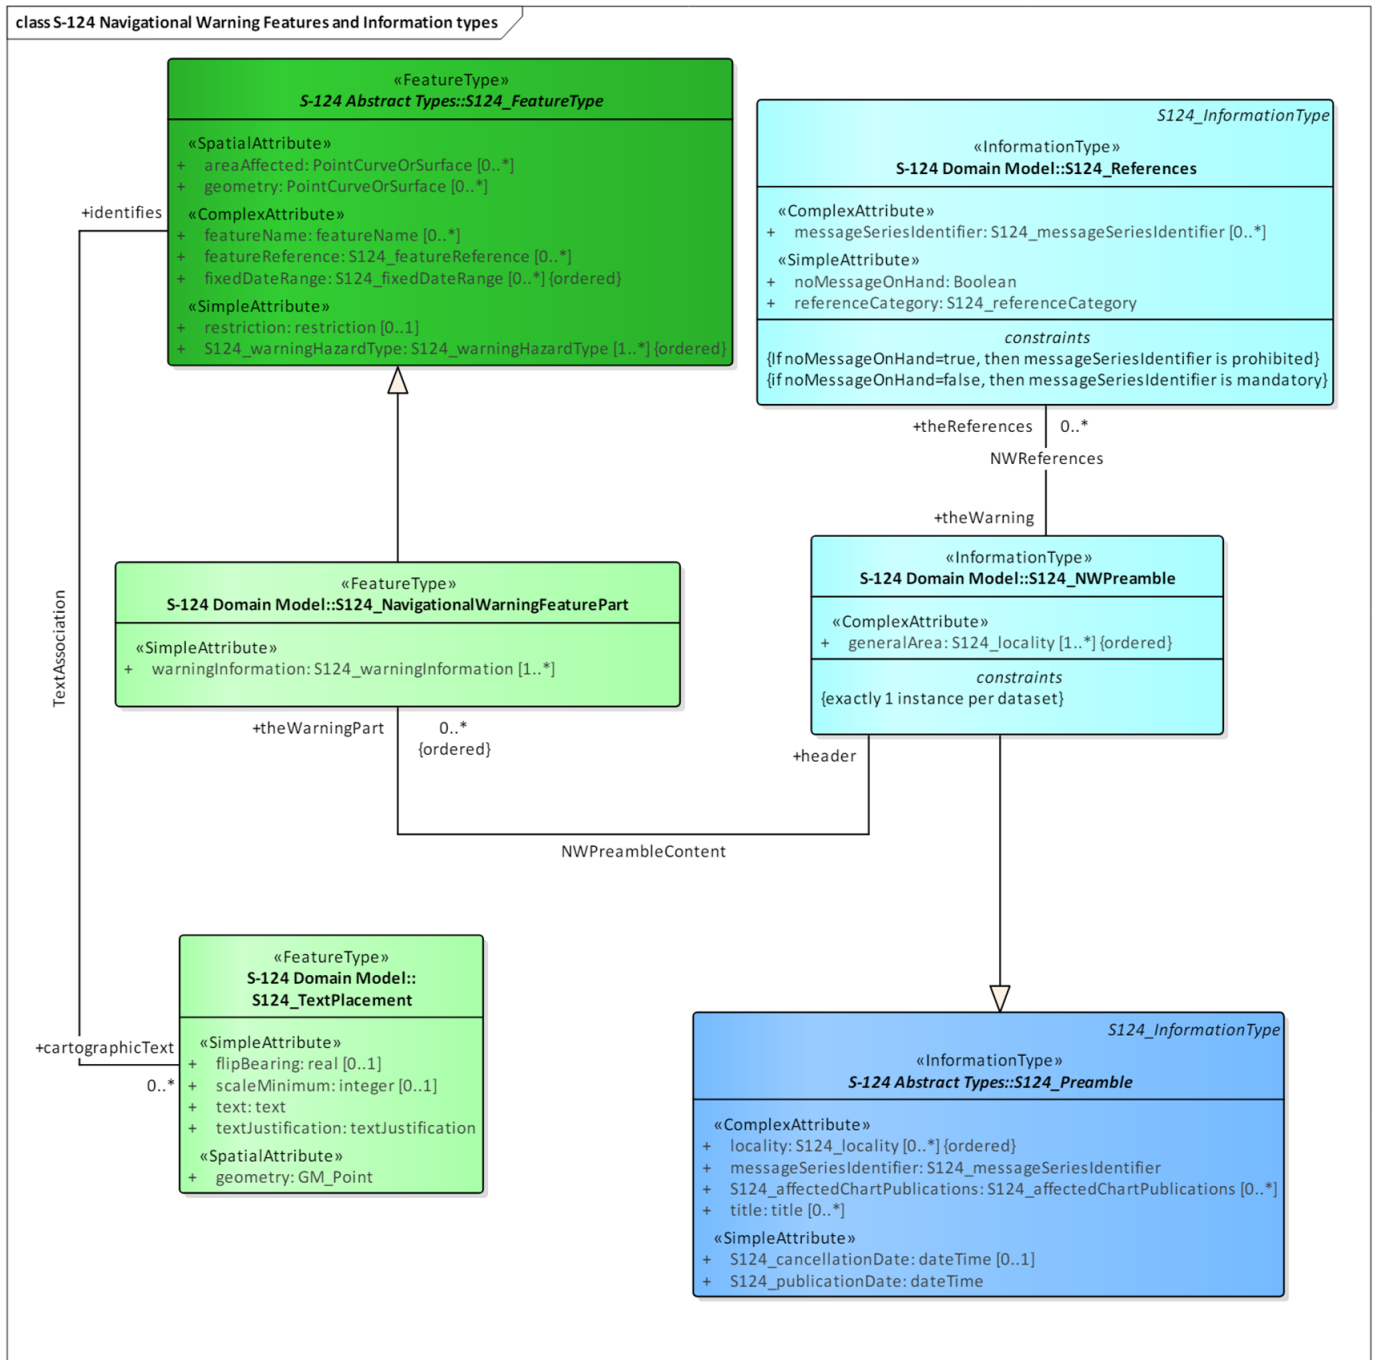 class S-124 Navigational Warning Features and Information types
«FeatureType»
S-124 Abstract Types::S124_FeatureType
«SpatialAttribute»
+ areaAffected: PointCurveOrSurface [0..*]
+ geometry: PointCurveOrSurface [0..*]
«ComplexAttribute»
+ featureName: featureName [0..*]
+ featureReference: S124_featureReference [0..*]
+ fixedDateRange: S124_fixedDateRange [0..*] {ordered}
«SimpleAttribute»
+ restriction: restriction [0..1]
+ S124_warningHazardType: S124_warningHazardType [1..*] {ordered}
S124_InformationType
«InformationType»
S-124 Domain Model::S124_References
«ComplexAttribute»
+ messageSeriesIdentifier: S124_messageSeriesIdentifier [0..*]
«SimpleAttribute»
+ noMessageOnHand: Boolean
+ referenceCategory: S124_referenceCategory
constraints
{If noMessageOnHand=true, then messageSeriesIdentifier is prohibited}
{if noMessageOnHand=false, then messageSeriesIdentifier is mandatory}
+identifies
+theReferences 0..*
NWReferences
+theWarning
«FeatureType»
S-124 Domain Model::S124_NavigationalWarningFeaturePart
«SimpleAttribute»
+ warningInformation: S124_warningInformation [1..*]
«InformationType»
S-124 Domain Model::S124_NWPreamble
«ComplexAttribute»
+ generalArea: S124_locality [1..*] {ordered}
constraints
{exactly 1 instance per dataset}
TextAssociation
+theWarningPart 0..*
{ordered}
+header
NWPreambleContent
«FeatureType»
S-124 Domain Model::
S124_TextPlacement
«SimpleAttribute»
+ flipBearing: real [0..1]
+ scaleMinimum: integer [0..1]
+ text: text
+ textJustification: textJustification
«SpatialAttribute»
+ geometry: GM_Point
+cartographicText
0..*
S124_InformationType
«InformationType»
S-124 Abstract Types::S124_Preamble
«ComplexAttribute»
+ locality: S124_locality [0..*] {ordered}
+ messageSeriesIdentifier: S124_messageSeriesIdentifier
+ S124_affectedChartPublications: S124_affectedChartPublications [0..*]
+ title: title [0..*]
«SimpleAttribute»
+ S124_cancellationDate: dateTime [0..1]
+ S124_publicationDate: dateTime